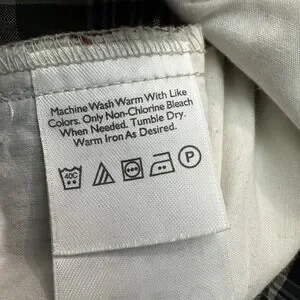 Machine Wash Warm With Like
Colors. Only Non-Chlorine Bleach
When Needed. Tumble Dry.
Warm Iron As Desired.
40C P